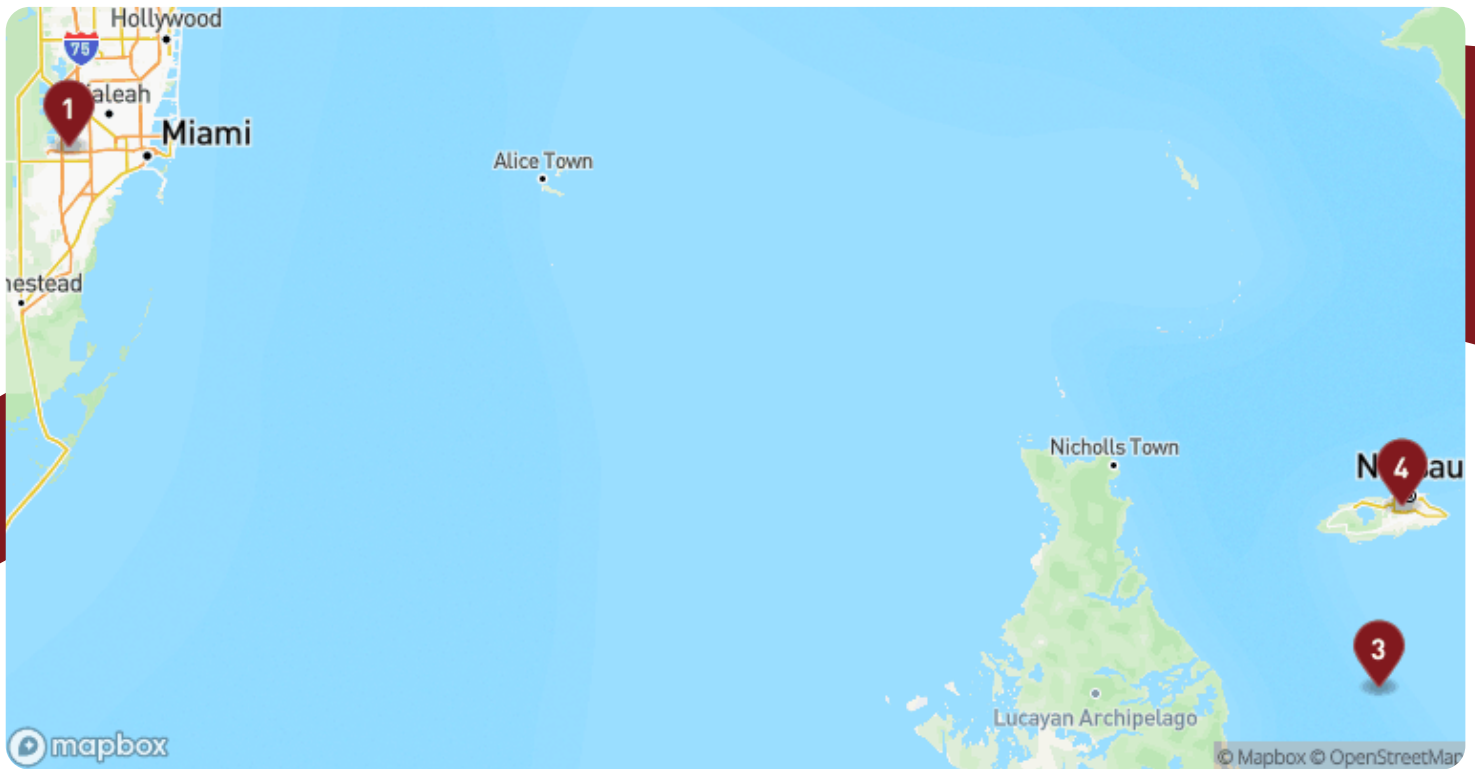 Hollywood
75
1
aleah
Miami
Alice Town
nestead
Nicholls Town
N
4
au
3
Lucayan Archipelago
mapbox
© Mapbox © OpenStreetMap